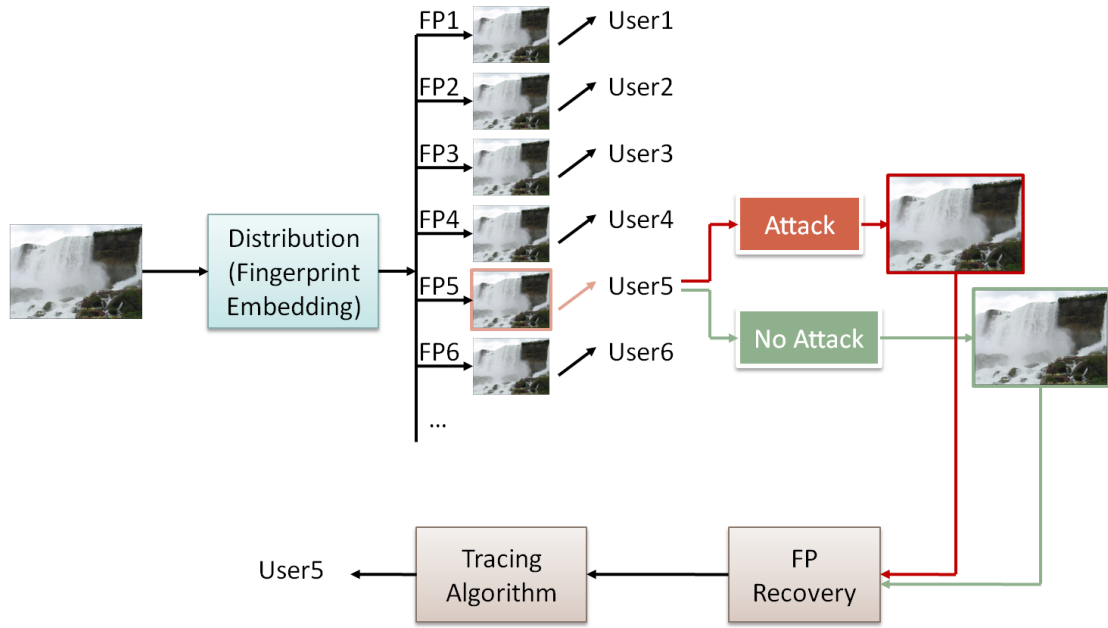 FP1
User1
FP2
User2
FP3
User3
FP4
User4
FP5
User5
FP6
User6
...
Distribution
(Fingerprint
Embedding)
Attack
No Attack
FP
Recovery
Tracing
Algorithm
User5